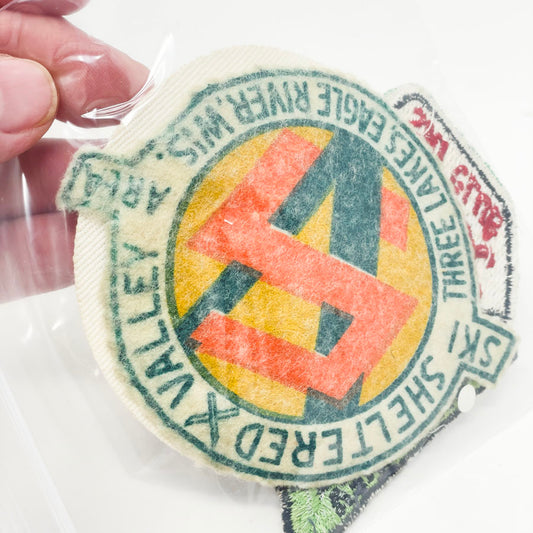 SKI SHELTERED VALLEY AREA
THREE LAKES, EAGLE RIVER, WIS.